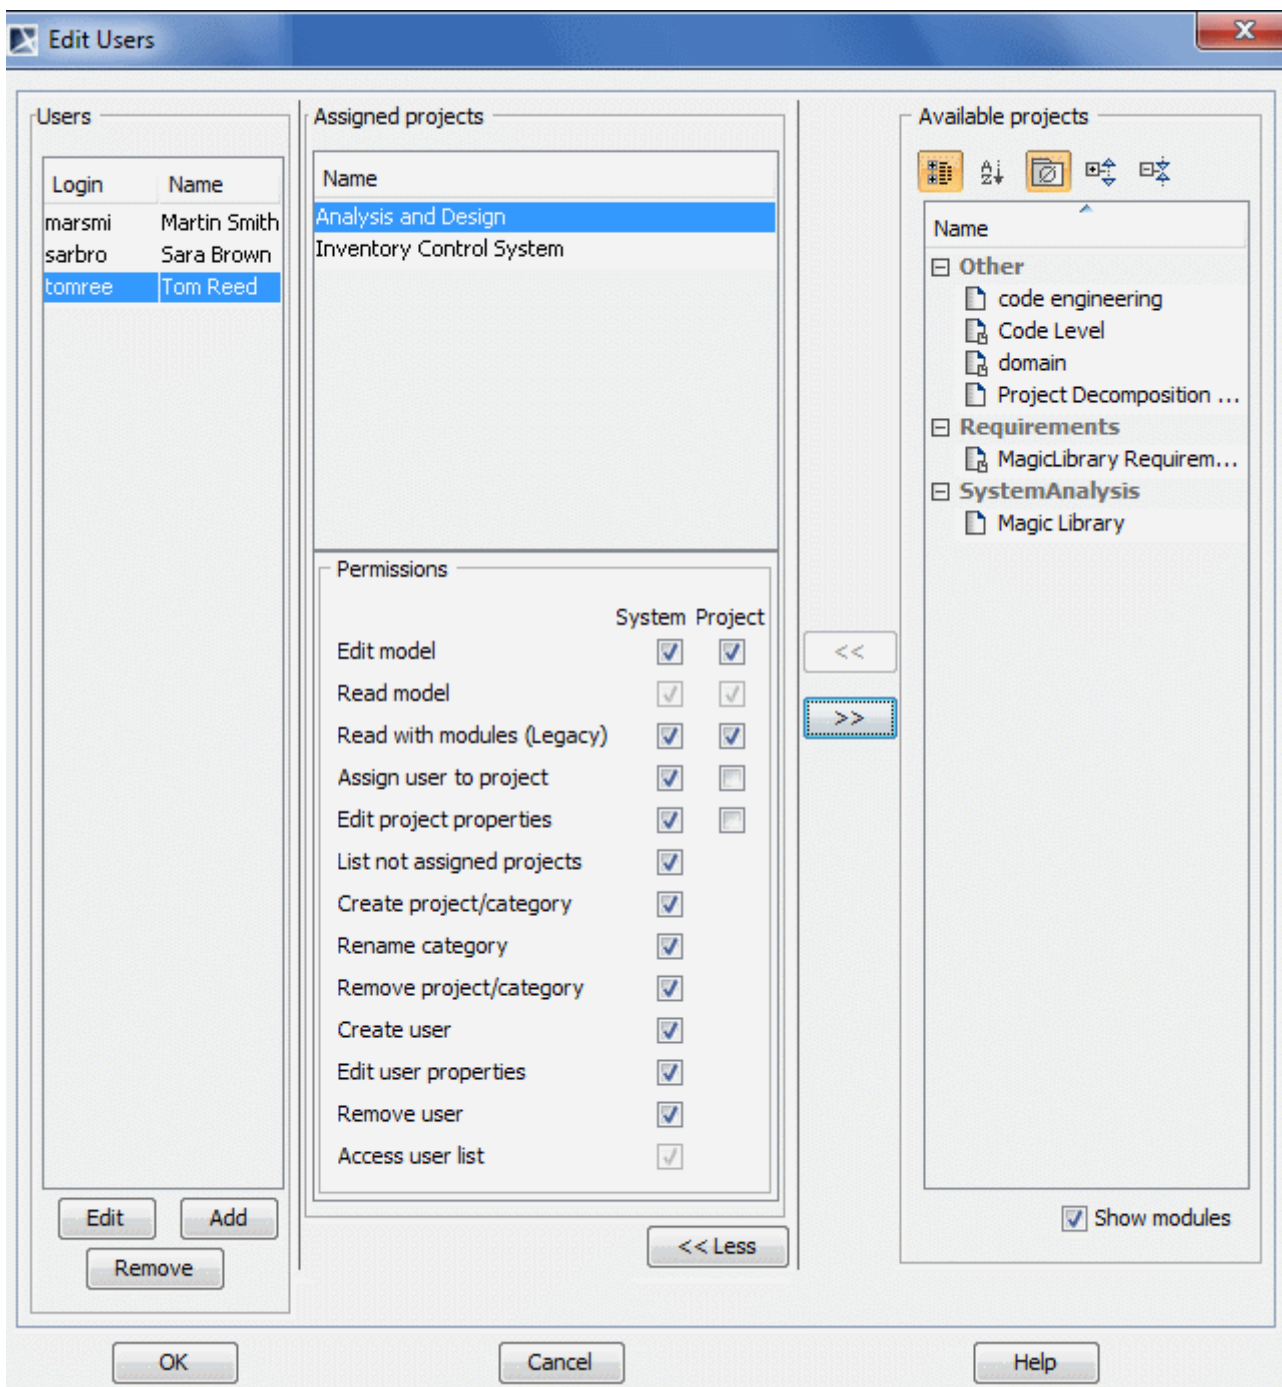 Edit Users
Users
Login Name
marsmi Martin Smith
sarbro Sara Brown
tomree Tom Reed
Edit Add
Remove
Assigned projects
Name
Analysis and Design
Inventory Control System
Permissions
System Project
Edit model
Read model
Read with modules (Legacy)
Assign user to project
Edit project properties
List not assigned projects
Create project/category
Rename category
Remove project/category
Create user
Edit user properties
Remove user
Access user list
<< Less
<<
>>
Available projects
Name
Other
code engineering
Code Level
domain
Project Decomposition ...
Requirements
MagicLibrary Requirem...
SystemAnalysis
Magic Library
Show modules
OK Cancel Help